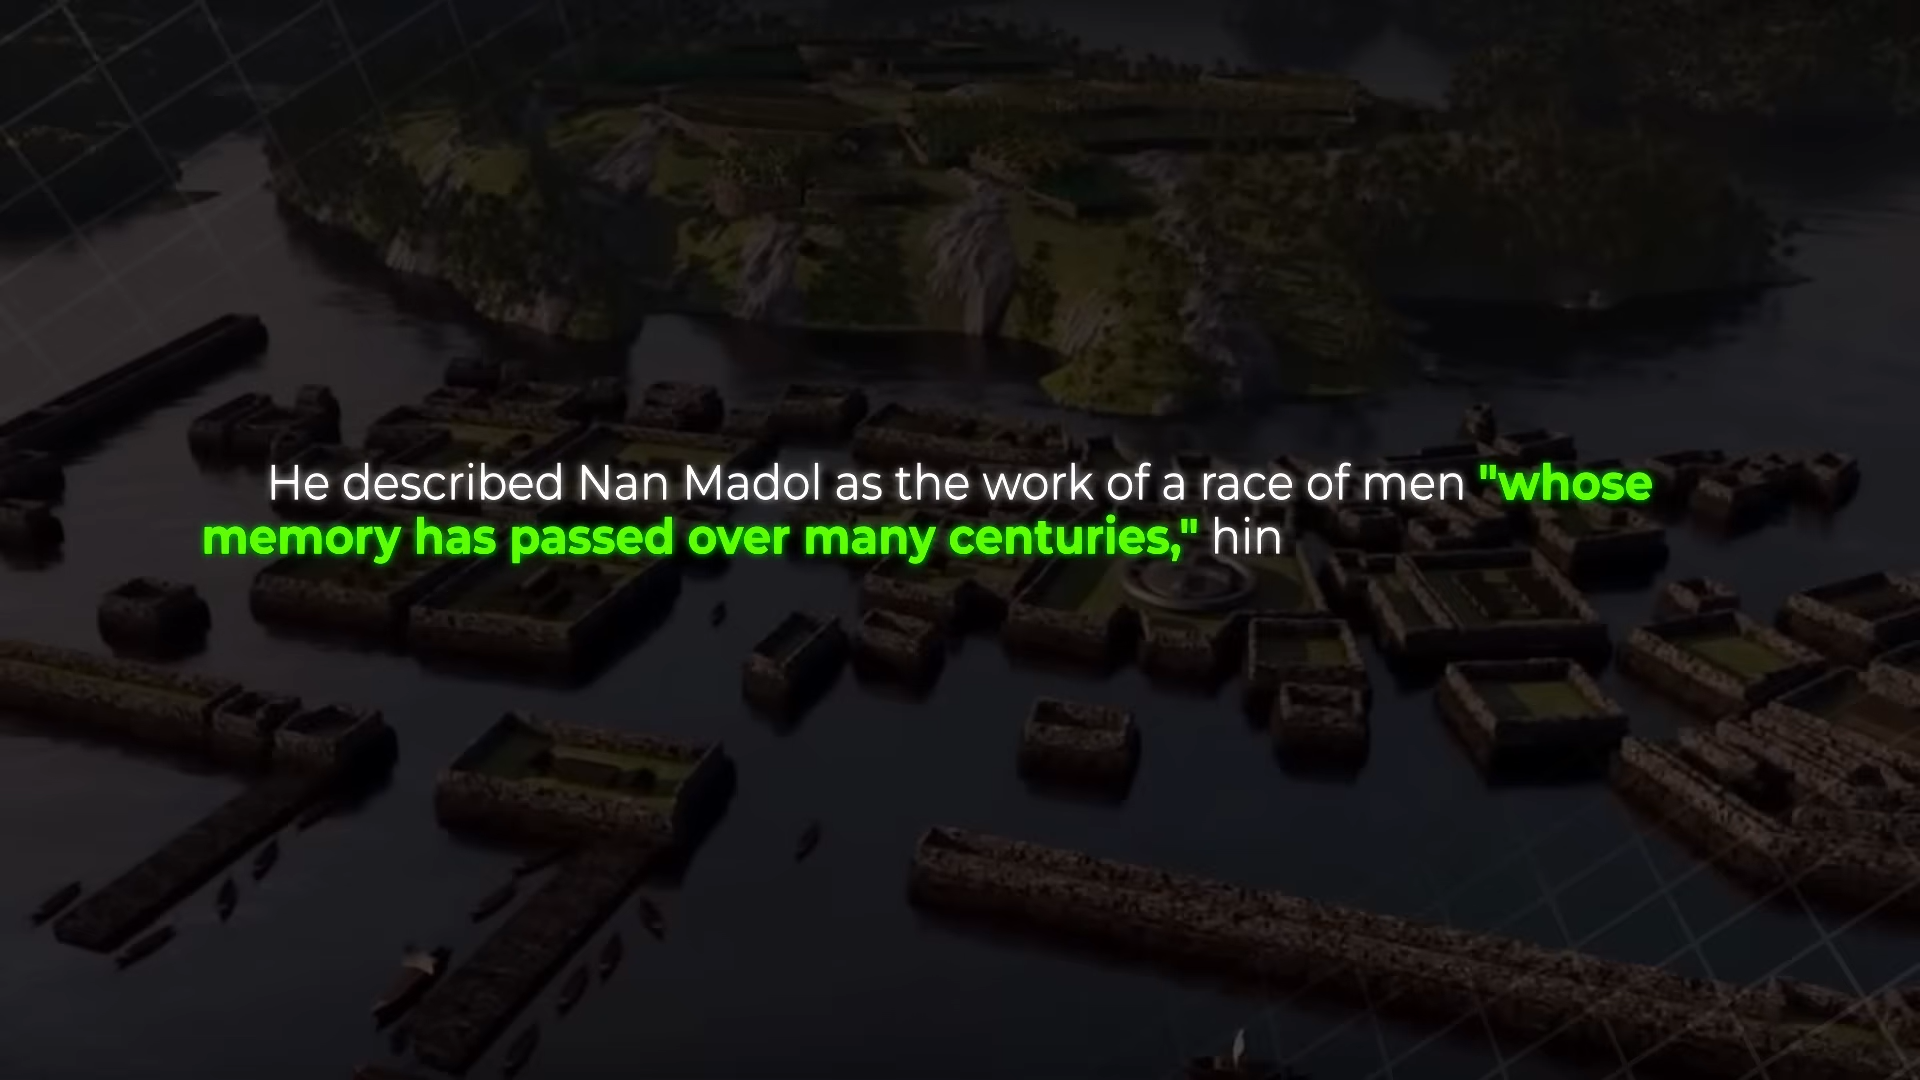 He described Nan Madol as the work of a race of men "whose
memory has passed over many centuries," hin